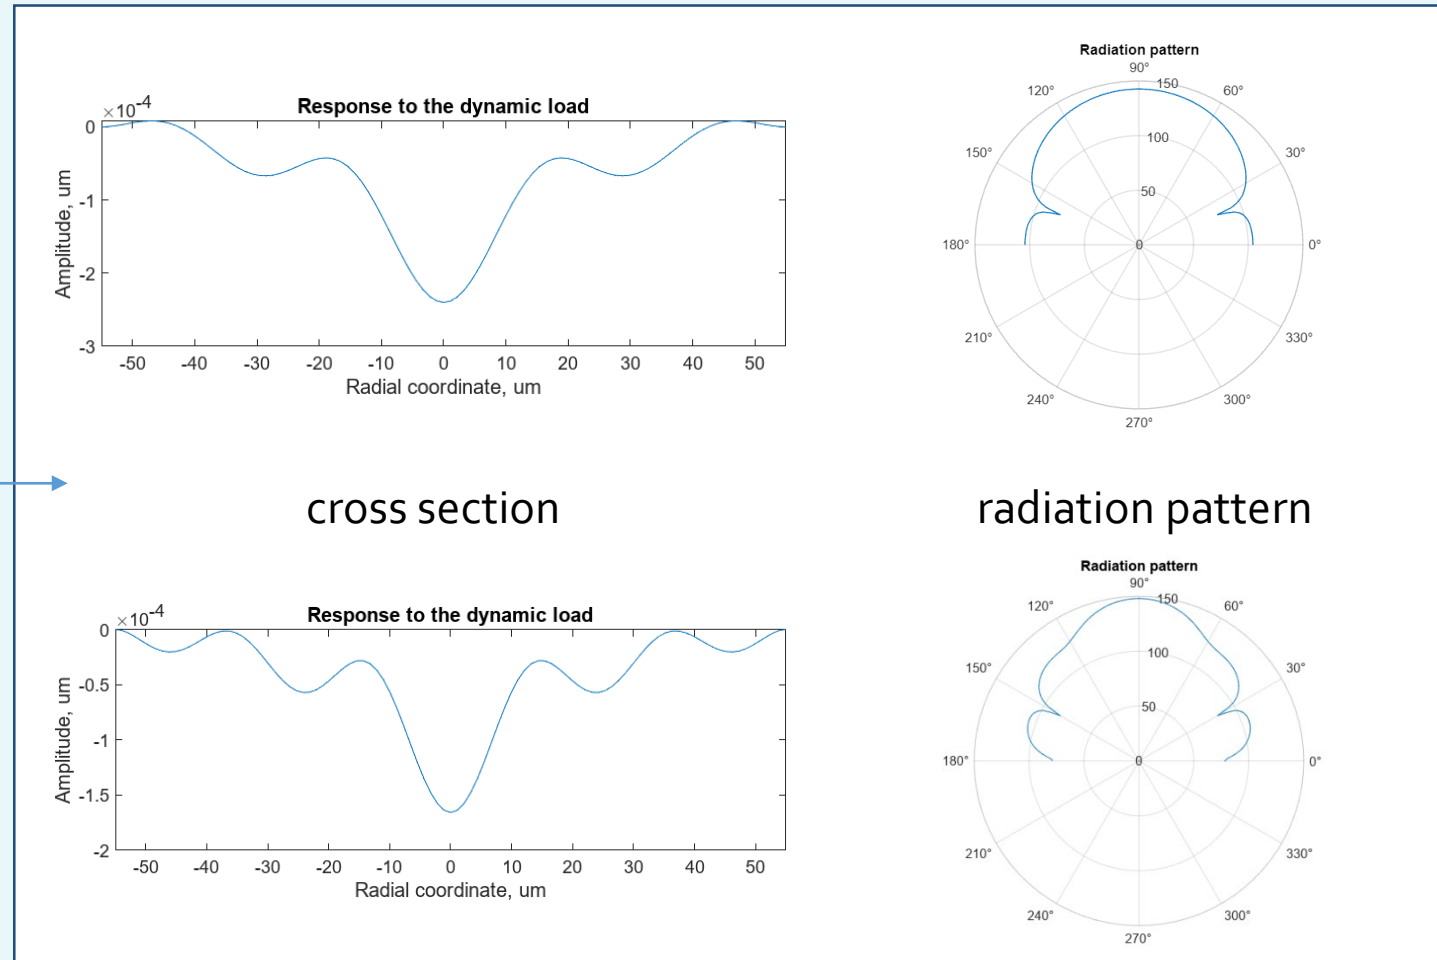 Response to the dynamic load
×10-4
0
-1
-2
-3
Amplitude, um
-50 -40 -30 -20 -10 0 10 20 30 40 50
Radial coordinate, um
Radiation pattern
90°
120° 150 60°
100
150° 30°
50
180° 0 0°
210° 330°
240° 300°
270°
cross section
radiation pattern
Response to the dynamic load
×10-4
0
-0.5
-1
-1.5
-2
Amplitude, um
-50 -40 -30 -20 -10 0 10 20 30 40 50
Radial coordinate, um
Radiation pattern
90°
120° 150 60°
100
150° 30°
50
180° 0 0°
210° 330°
240° 300°
270°